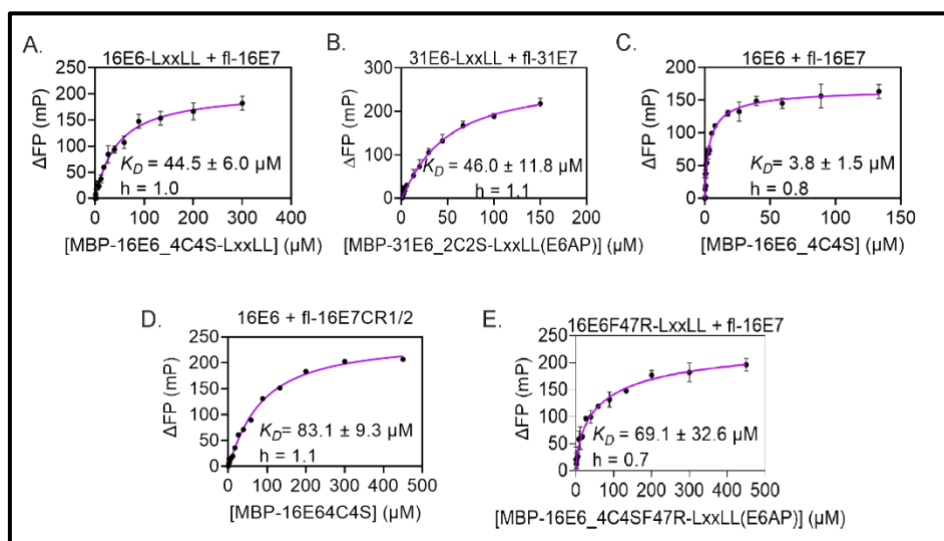 A.
16E6-LxxLL + fl-16E7
250
200
150
100
50
0
ΔFP (mP)
K_D = 44.5 ± 6.0 µM
h = 1.0
0 100 200 300 400
[MBP-16E6_4C4S-LxxLL] (µM)
B.
31E6-LxxLL + fl-31E7
300
200
100
0
ΔFP (mP)
K_D = 46.0 ± 11.8 µM
h = 1.1
0 50 100 150 200
[MBP-31E6_2C2S-LxxLL(E6AP)] (µM)
C.
16E6 + fl-16E7
200
150
100
50
0
ΔFP (mP)
K_D = 3.8 ± 1.5 µM
h = 0.8
0 50 100 150
[MBP-16E6_4C4S] (µM)
D.
16E6 + fl-16E7CR1/2
250
200
150
100
50
0
ΔFP (mP)
K_D= 83.1 ± 9.3 µM
h = 1.1
0 100 200 300 400 500
[MBP-16E64C4S] (µM)
E.
16E6F47R-LxxLL + fl-16E7
250
200
150
100
50
0
ΔFP (mP)
K_D= 69.1 ± 32.6 µM
h = 0.7
0 100 200 300 400 500
[MBP-16E6_4C4SF47R-LxxLL(E6AP)] (µM)